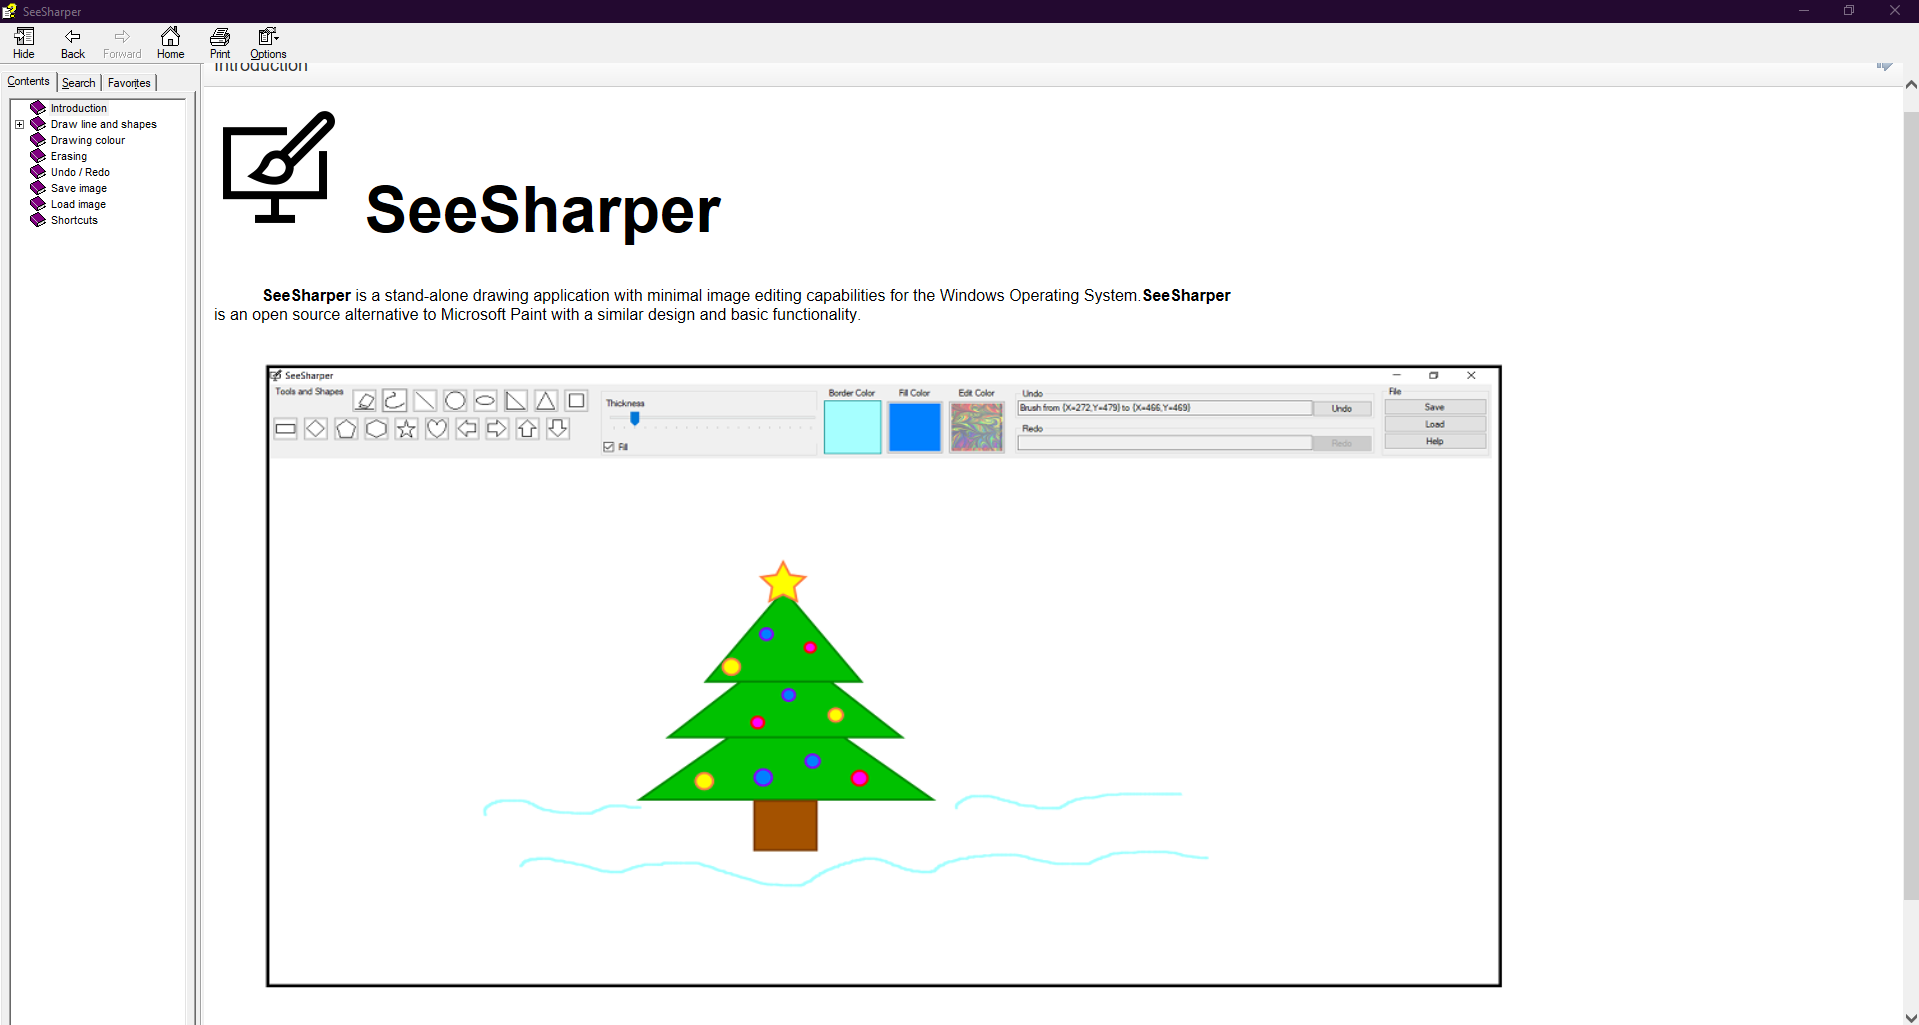 SeeSharper
Hide Back Forward Home Print Options
Contents Search Favorites
Introduction
Draw line and shapes
Drawing colour
Erasing
Undo / Redo
Save image
Load image
Shortcuts
Introduction
SeeSharper
SeeSharper is a stand-alone drawing application with minimal image editing capabilities for the Windows Operating System. SeeSharper
is an open source alternative to Microsoft Paint with a similar design and basic functionality.
SeeSharper
Tools and Shapes
Thickness
Fill
Border Color Fill Color Edit Color
Undo
Brush from {X=272,Y=479} to {X=466,Y=469} Undo
Redo
Redo
File
Save
Load
Help